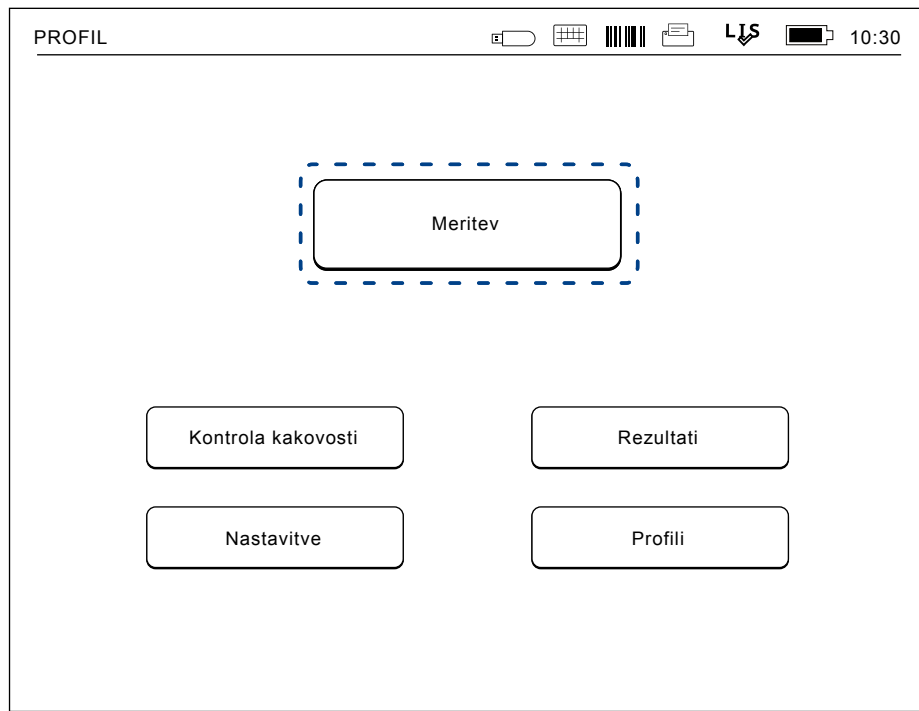 PROFIL
LIS
10:30
Meritev
Kontrola kakovosti
Rezultati
Nastavitve
Profili